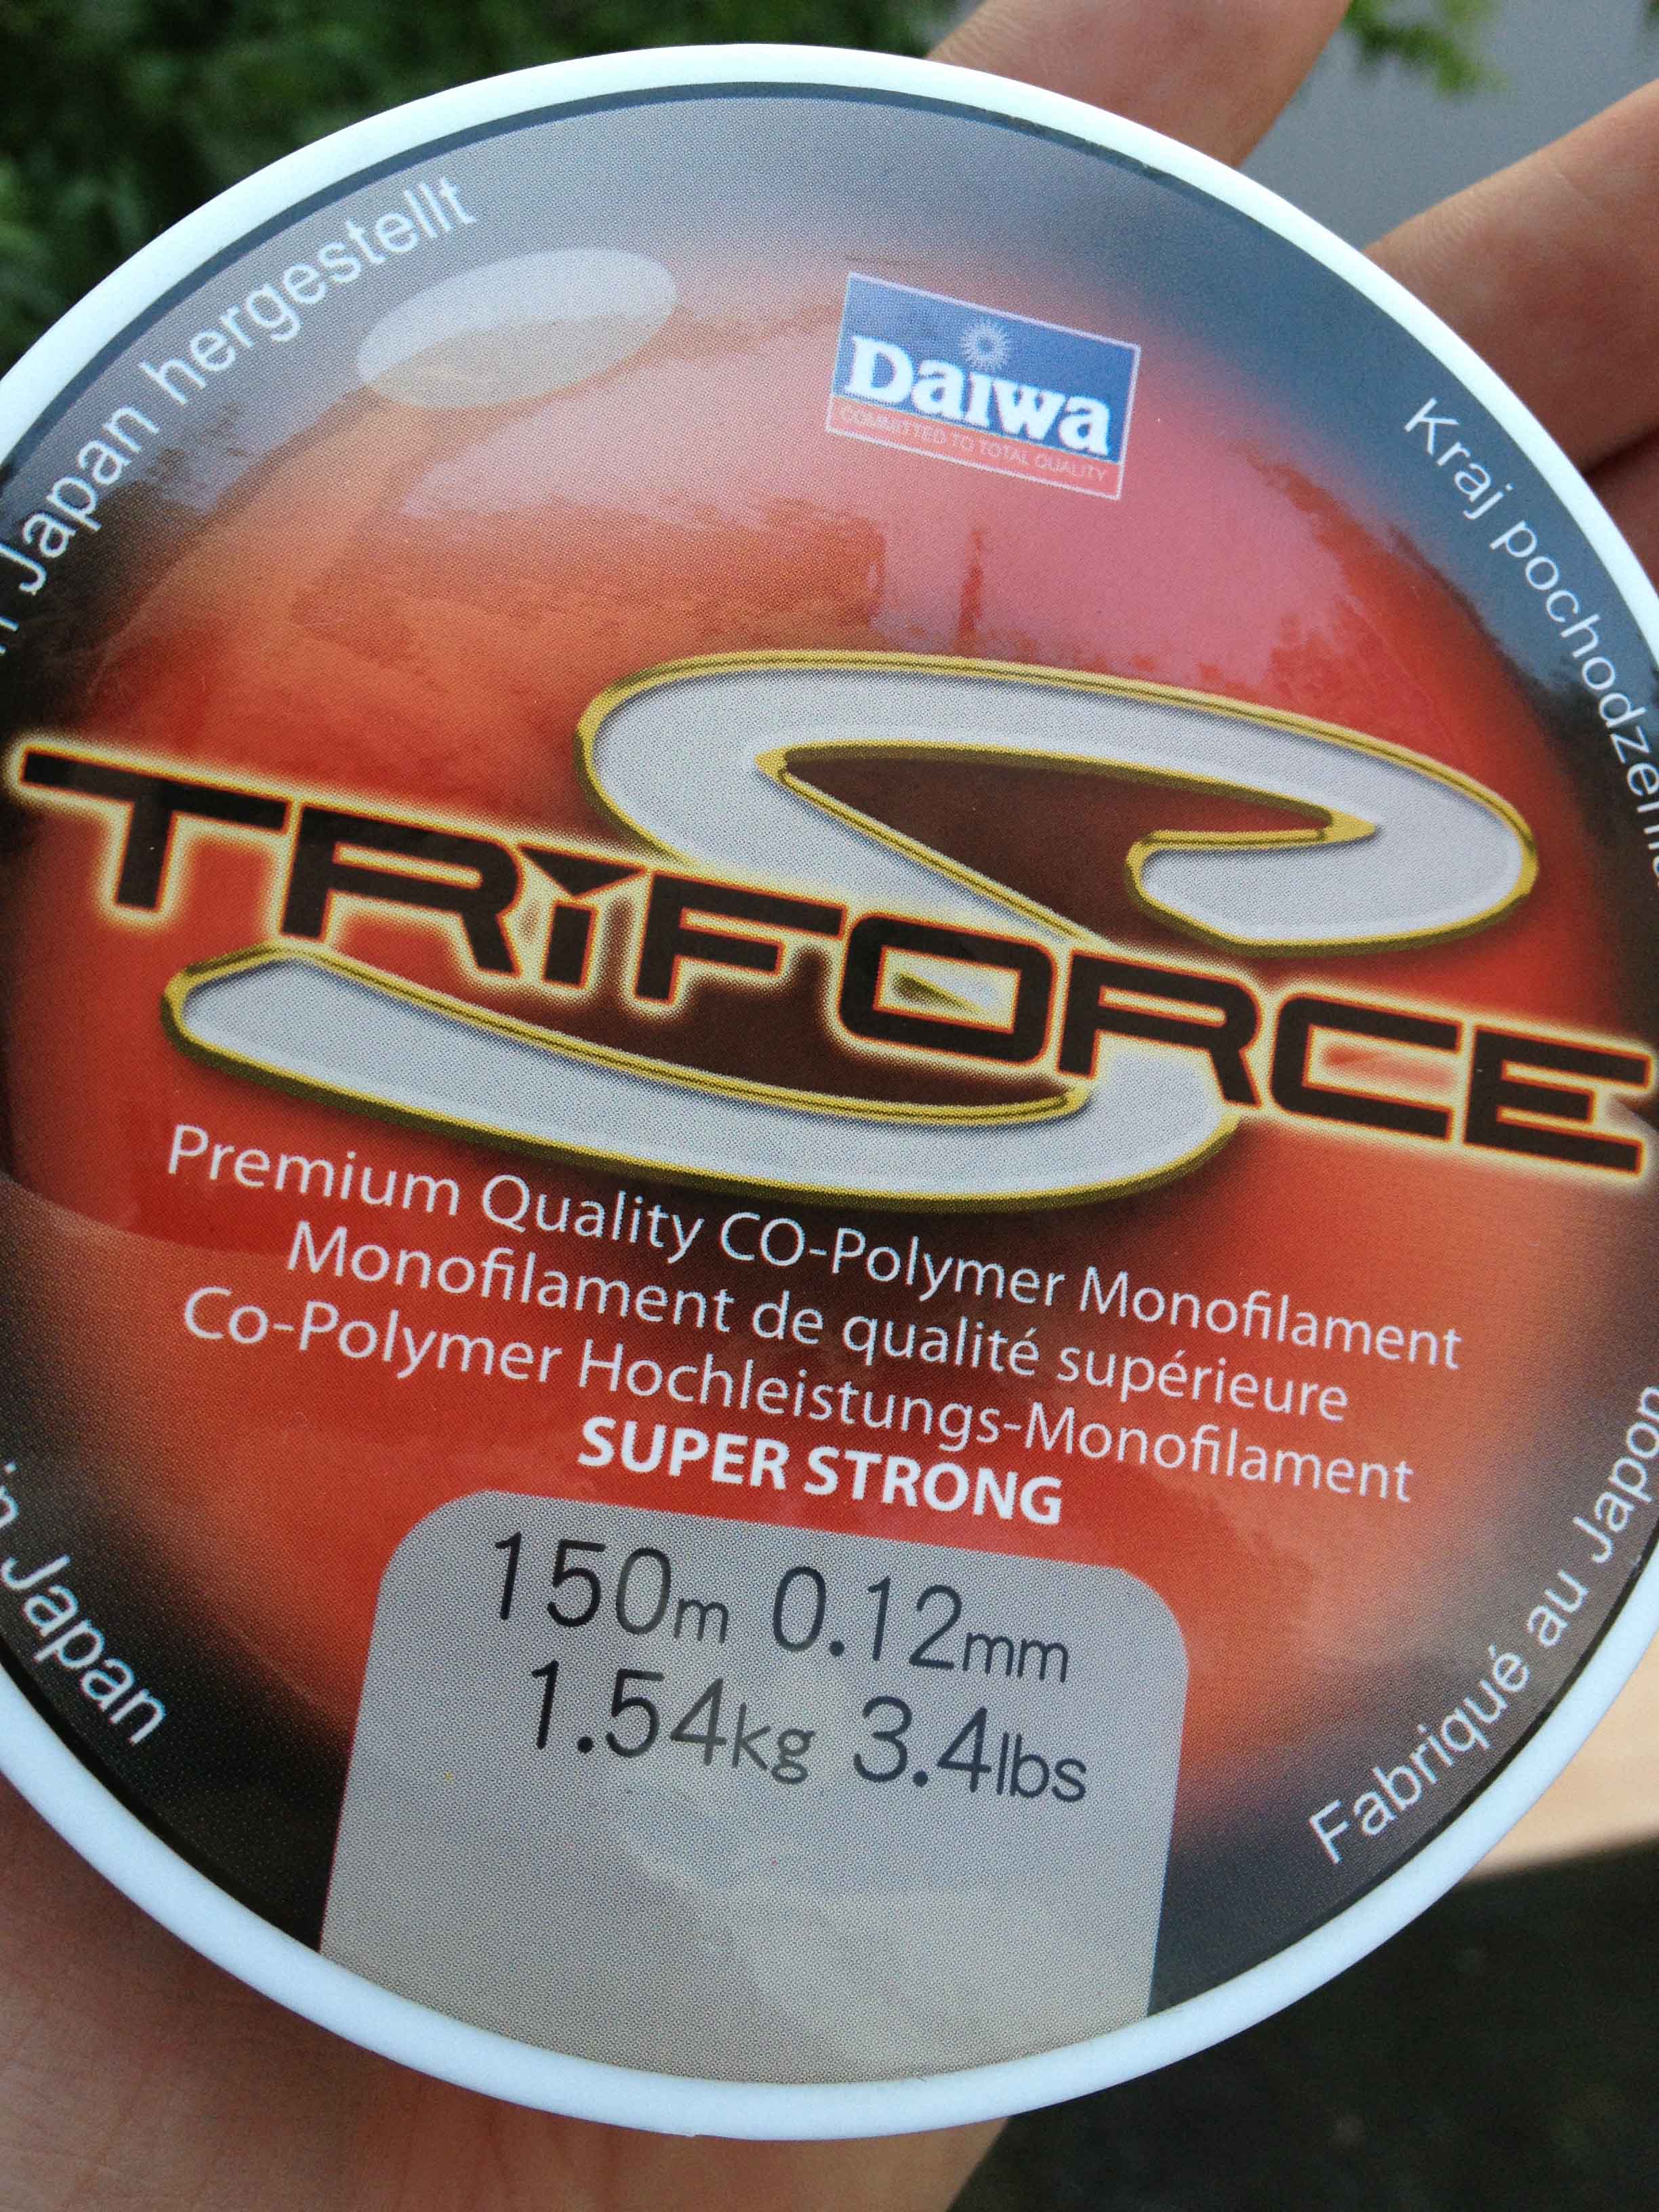 Japan hergestellt
Daiwa
COMMITTED TO TOTAL QUALITY
Kraj pochodzenia
S
TRiFORCE
Premium Quality CO-Polymer Monofilament
Monofilament de qualité supérieure
Co-Polymer Hochleistungs-Monofilament
SUPER STRONG
150m 0.12mm
1.54kg 3.4lbs
in Japan
Fabriqué au Japon